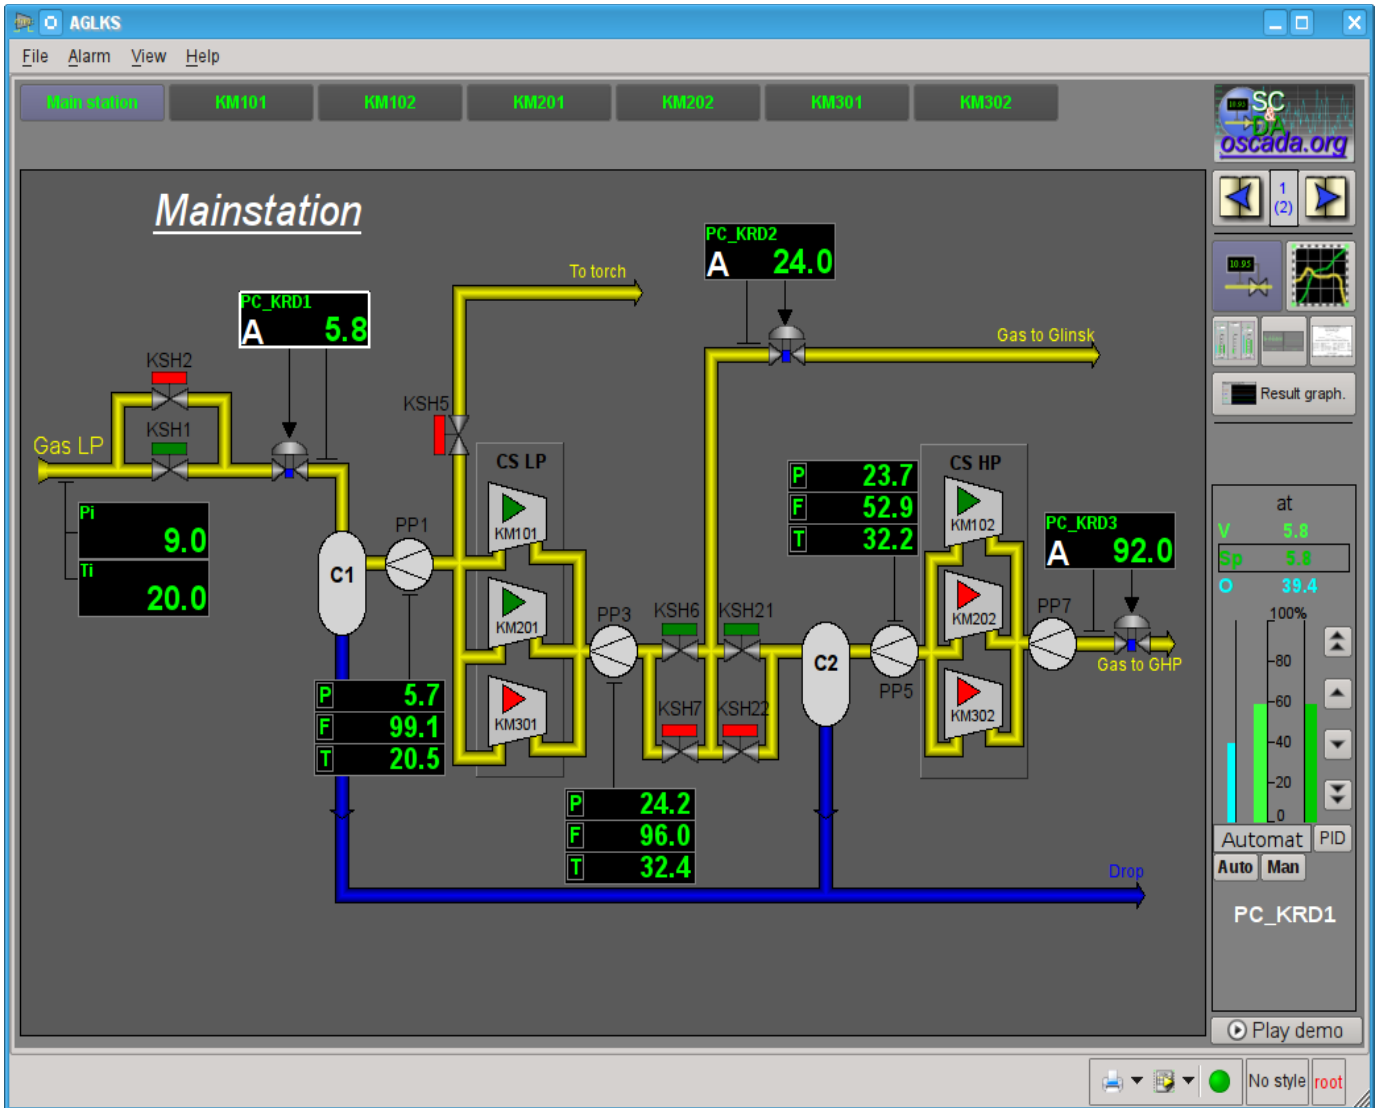 AGLKS
File Alarm View Help
Main station KM101 KM102 KM201 KM202 KM301 KM302
SC
&
DA
oscada.org
1
(2)
10.95
Result graph.
Mainstation
To torch
PC_KRD2
A 24.0
PC_KRD1
A 5.8
Gas to Glinsk
KSH2
KSH5
KSH1
Gas LP
CS LP
CS HP
Pi
9.0
Ti
20.0
PP1
KM101
C1
KM201
KM301
P 5.7
F 99.1
T 20.5
PP3
KSH6 KSH21
KSH7 KSH22
P 24.2
F 96.0
T 32.4
P 23.7
F 52.9
T 32.2
C2
PP5
KM102
KM202
KM302
PC_KRD3
A 92.0
PP7
Gas to GHP
Drop
at
V 5.8
Sp 5.8
O 39.4
100%
80
60
40
20
0
Automat PID
Auto Man
PC_KRD1
Play demo
No style root